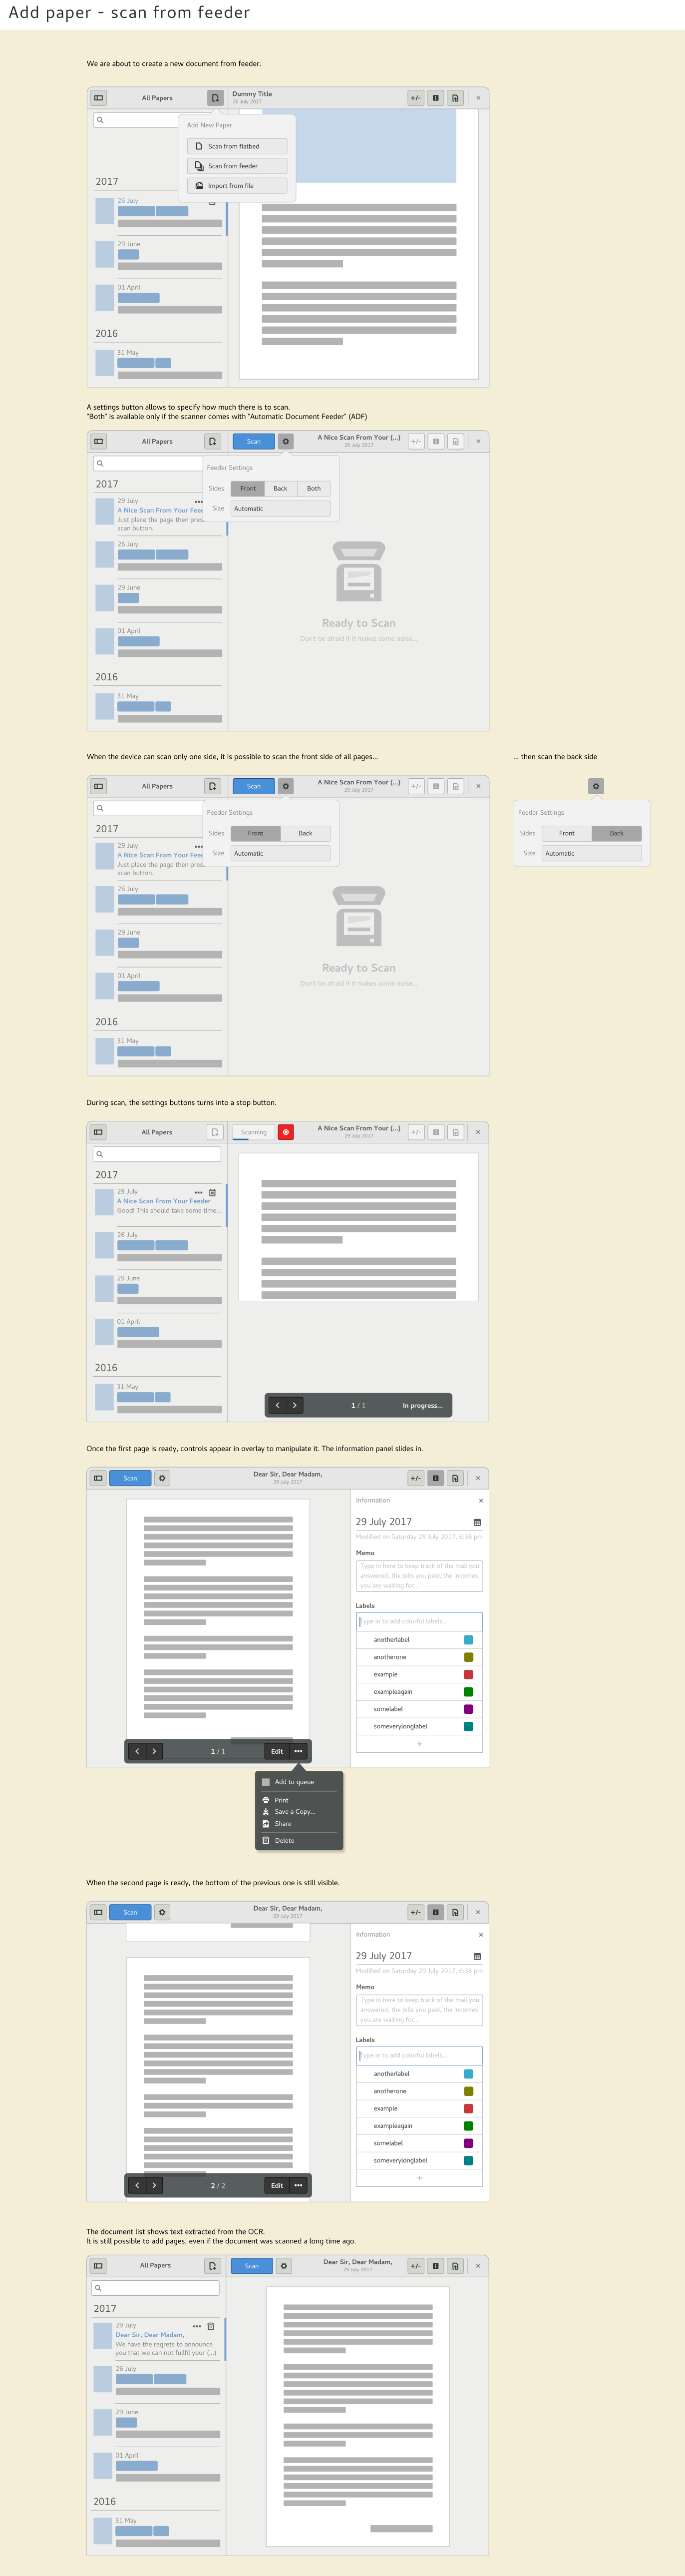 Add paper - scan from feeder
We are about to create a new document from feeder.
All Papers
Dummy Title
26 July 2017
+/-
Add New Paper
Scan from flatbed
Scan from feeder
Import from file
2017
26 July
29 June
01 April
2016
31 May
A settings button allows to specify how much there is to scan.
"Both" is available only if the scanner comes with "Automatic Document Feeder" (ADF)
All Papers
Scan
A Nice Scan From Your (...)
29 July 2017
+/-
Feeder Settings
Sides Front Back Both
Size Automatic
2017
29 July
A Nice Scan From Your Feed
Just place the page then pres
scan button.
26 July
29 June
01 April
2016
31 May
Ready to Scan
Don't be afraid if it makes some noise...
When the device can scan only one side, it is possible to scan the front side of all pages...
... then scan the back side
All Papers
Scan
A Nice Scan From Your (...)
29 July 2017
+/-
Feeder Settings
Sides Front Back
Size Automatic
Feeder Settings
Sides Front Back
Size Automatic
2017
29 July
A Nice Scan From Your Feed
Just place the page then pres
scan button.
26 July
29 June
01 April
2016
31 May
Ready to Scan
Don't be afraid if it makes some noise...
During scan, the settings buttons turns into a stop button.
All Papers
Scanning
A Nice Scan From Your (...)
29 July 2017
+/-
2017
29 July
A Nice Scan From Your Feeder
Good! This should take some time...
26 July
29 June
01 April
2016
31 May
1 / 1
In progress...
Once the first page is ready, controls appear in overlay to manipulate it. The information panel slides in.
Scan
Dear Sir, Dear Madam,
29 July 2017
+/-
Information
29 July 2017
Modified on Saturday 29 July 2017, 6:38 pm
Memo
Type in here to keep track of the mail you
answered, the bills you paid, the incomes
you are waiting for...
Labels
Type in to add colorful labels...
anotherlabel
anotherone
example
exampleagain
somelabel
someverylonglabel
+
1 / 1
Edit
Add to queue
Print
Save a Copy...
Share
Delete
When the second page is ready, the bottom of the previous one is still visible.
Scan
Dear Sir, Dear Madam,
29 July 2017
+/-
Information
29 July 2017
Modified on Saturday 29 July 2017, 6:38 pm
Memo
Type in here to keep track of the mail you
answered, the bills you paid, the incomes
you are waiting for...
Labels
Type in to add colorful labels...
anotherlabel
anotherone
example
exampleagain
somelabel
someverylonglabel
+
2 / 2
Edit
The document list shows text extracted from the OCR.
It is still possible to add pages, even if the document was scanned a long time ago.
All Papers
Scan
Dear Sir, Dear Madam,
29 July 2017
+/-
2017
29 July
Dear Sir, Dear Madam,
We have the regrets to announce
you that we can not fullfil your (...)
26 July
29 June
01 April
2016
31 May